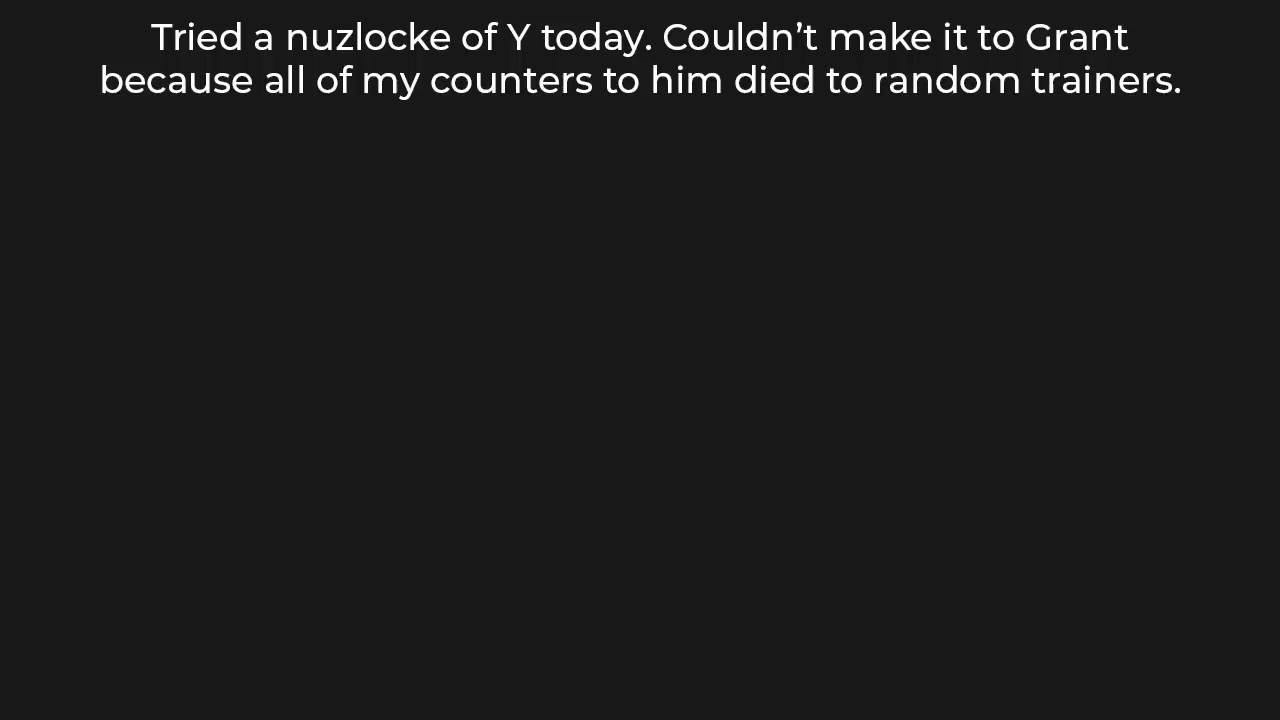 Tried a nuzlocke of Y today. Couldn’t make it to Grant
because all of my counters to him died to random trainers.